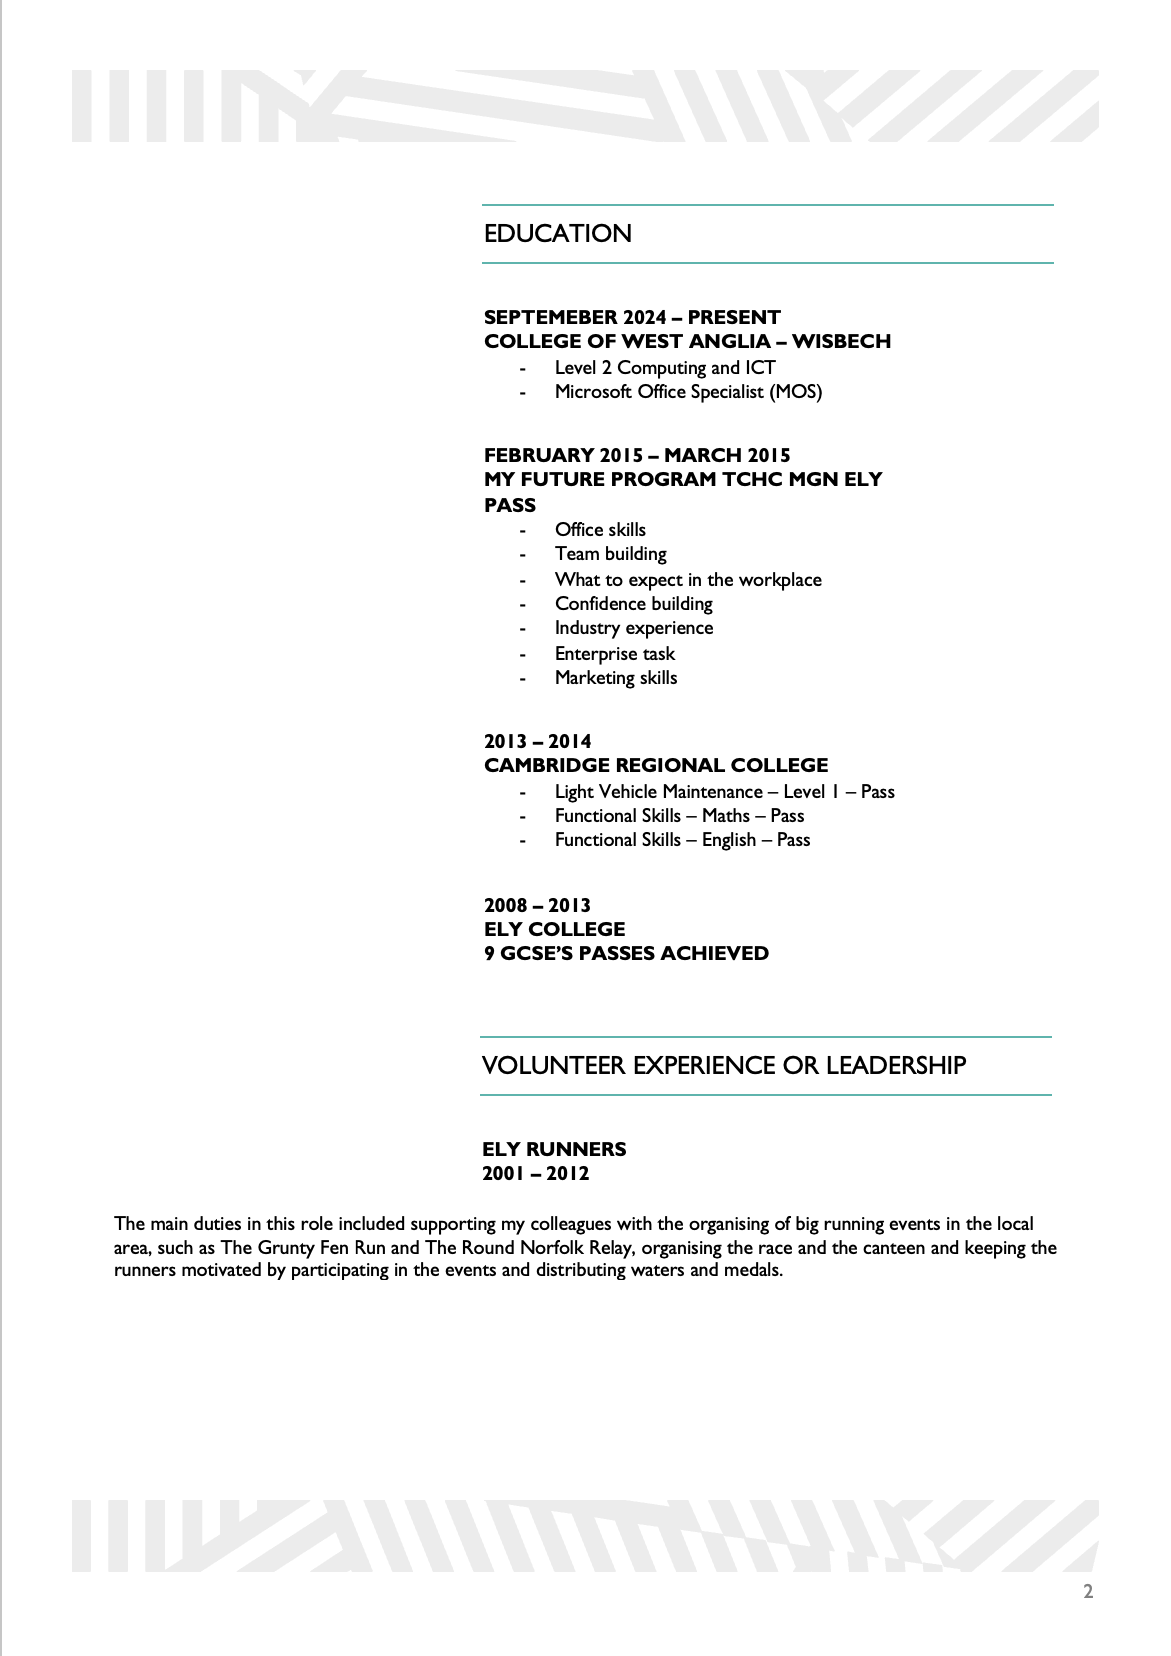 EDUCATION
SEPTEMEBER 2024 – PRESENT
COLLEGE OF WEST ANGLIA – WISBECH
- Level 2 Computing and ICT
- Microsoft Office Specialist (MOS)
FEBRUARY 2015 – MARCH 2015
MY FUTURE PROGRAM TCHC MGN ELY
PASS
- Office skills
- Team building
- What to expect in the workplace
- Confidence building
- Industry experience
- Enterprise task
- Marketing skills
2013 – 2014
CAMBRIDGE REGIONAL COLLEGE
- Light Vehicle Maintenance – Level 1 – Pass
- Functional Skills – Maths – Pass
- Functional Skills – English – Pass
2008 – 2013
ELY COLLEGE
9 GCSE’S PASSES ACHIEVED
VOLUNTEER EXPERIENCE OR LEADERSHIP
ELY RUNNERS
2001 – 2012
The main duties in this role included supporting my colleagues with the organising of big running events in the local
area, such as The Grunty Fen Run and The Round Norfolk Relay, organising the race and the canteen and keeping the
runners motivated by participating in the events and distributing waters and medals.
2